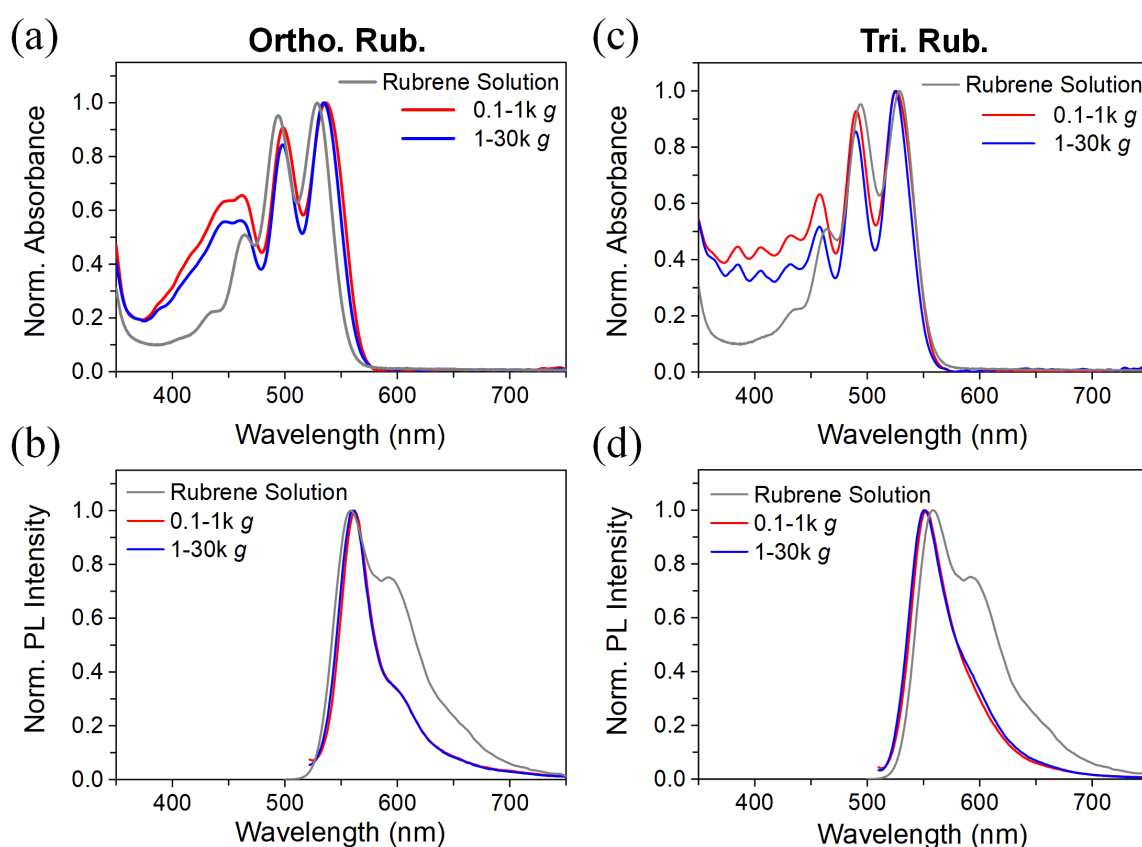 (a)
Ortho. Rub.
Rubrene Solution
0.1-1k g
1-30k g
Norm. Absorbance
1.0
0.8
0.6
0.4
0.2
0.0
400
500
600
700
Wavelength (nm)
(c)
Tri. Rub.
Rubrene Solution
0.1-1k g
1-30k g
Norm. Absorbance
1.0
0.8
0.6
0.4
0.2
0.0
400
500
600
700
Wavelength (nm)
(b)
Rubrene Solution
0.1-1k g
1-30k g
Norm. PL Intensity
1.0
0.8
0.6
0.4
0.2
0.0
400
500
600
700
Wavelength (nm)
(d)
Rubrene Solution
0.1-1k g
1-30k g
Norm. PL Intensity
1.0
0.8
0.6
0.4
0.2
0.0
400
500
600
700
Wavelength (nm)